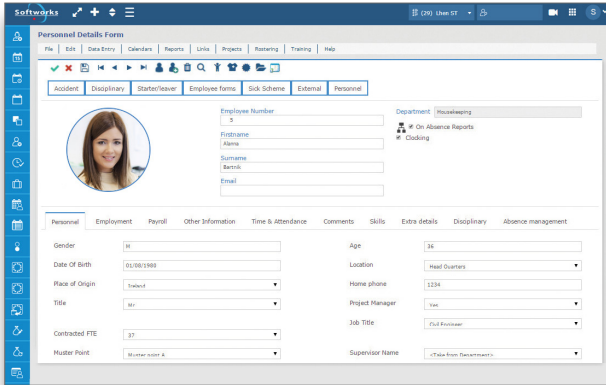 Softworks
(29) Lhen ST
S
Personnel Details Form
File Edit Data Entry Calendars Reports Links Projects Rostering Training Help
Accident Disciplinary Starter/leaver Employee forms Sick Scheme External Personnel
Employee Number
5
Department Housekeeping
Firstname
On Absence Reports
Alanna
Clocking
Surname
Bartnik
Email
Personnel Employment Payroll Other Information Time & Attendance Comments Skills Extra details Disciplinary Absence management
Gender M Age 36
Date Of Birth 01/08/1980 Location Head Quarters
Place of Origin Iceland Home phone 1234
Title Mr Project Manager Yes
Job Title Civil Engineer
Contracted FTE 37
Muster Point Muster point A Supervisor Name <Take from Department>